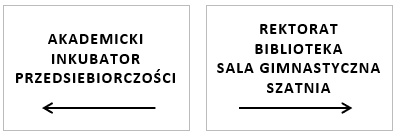 AKADEMICKI
INKUBATOR
PRZEDSIEBIORCZOŚCI
REKTORAT
BIBLIOTEKA
SALA GIMNASTYCZNA
SZATNIA